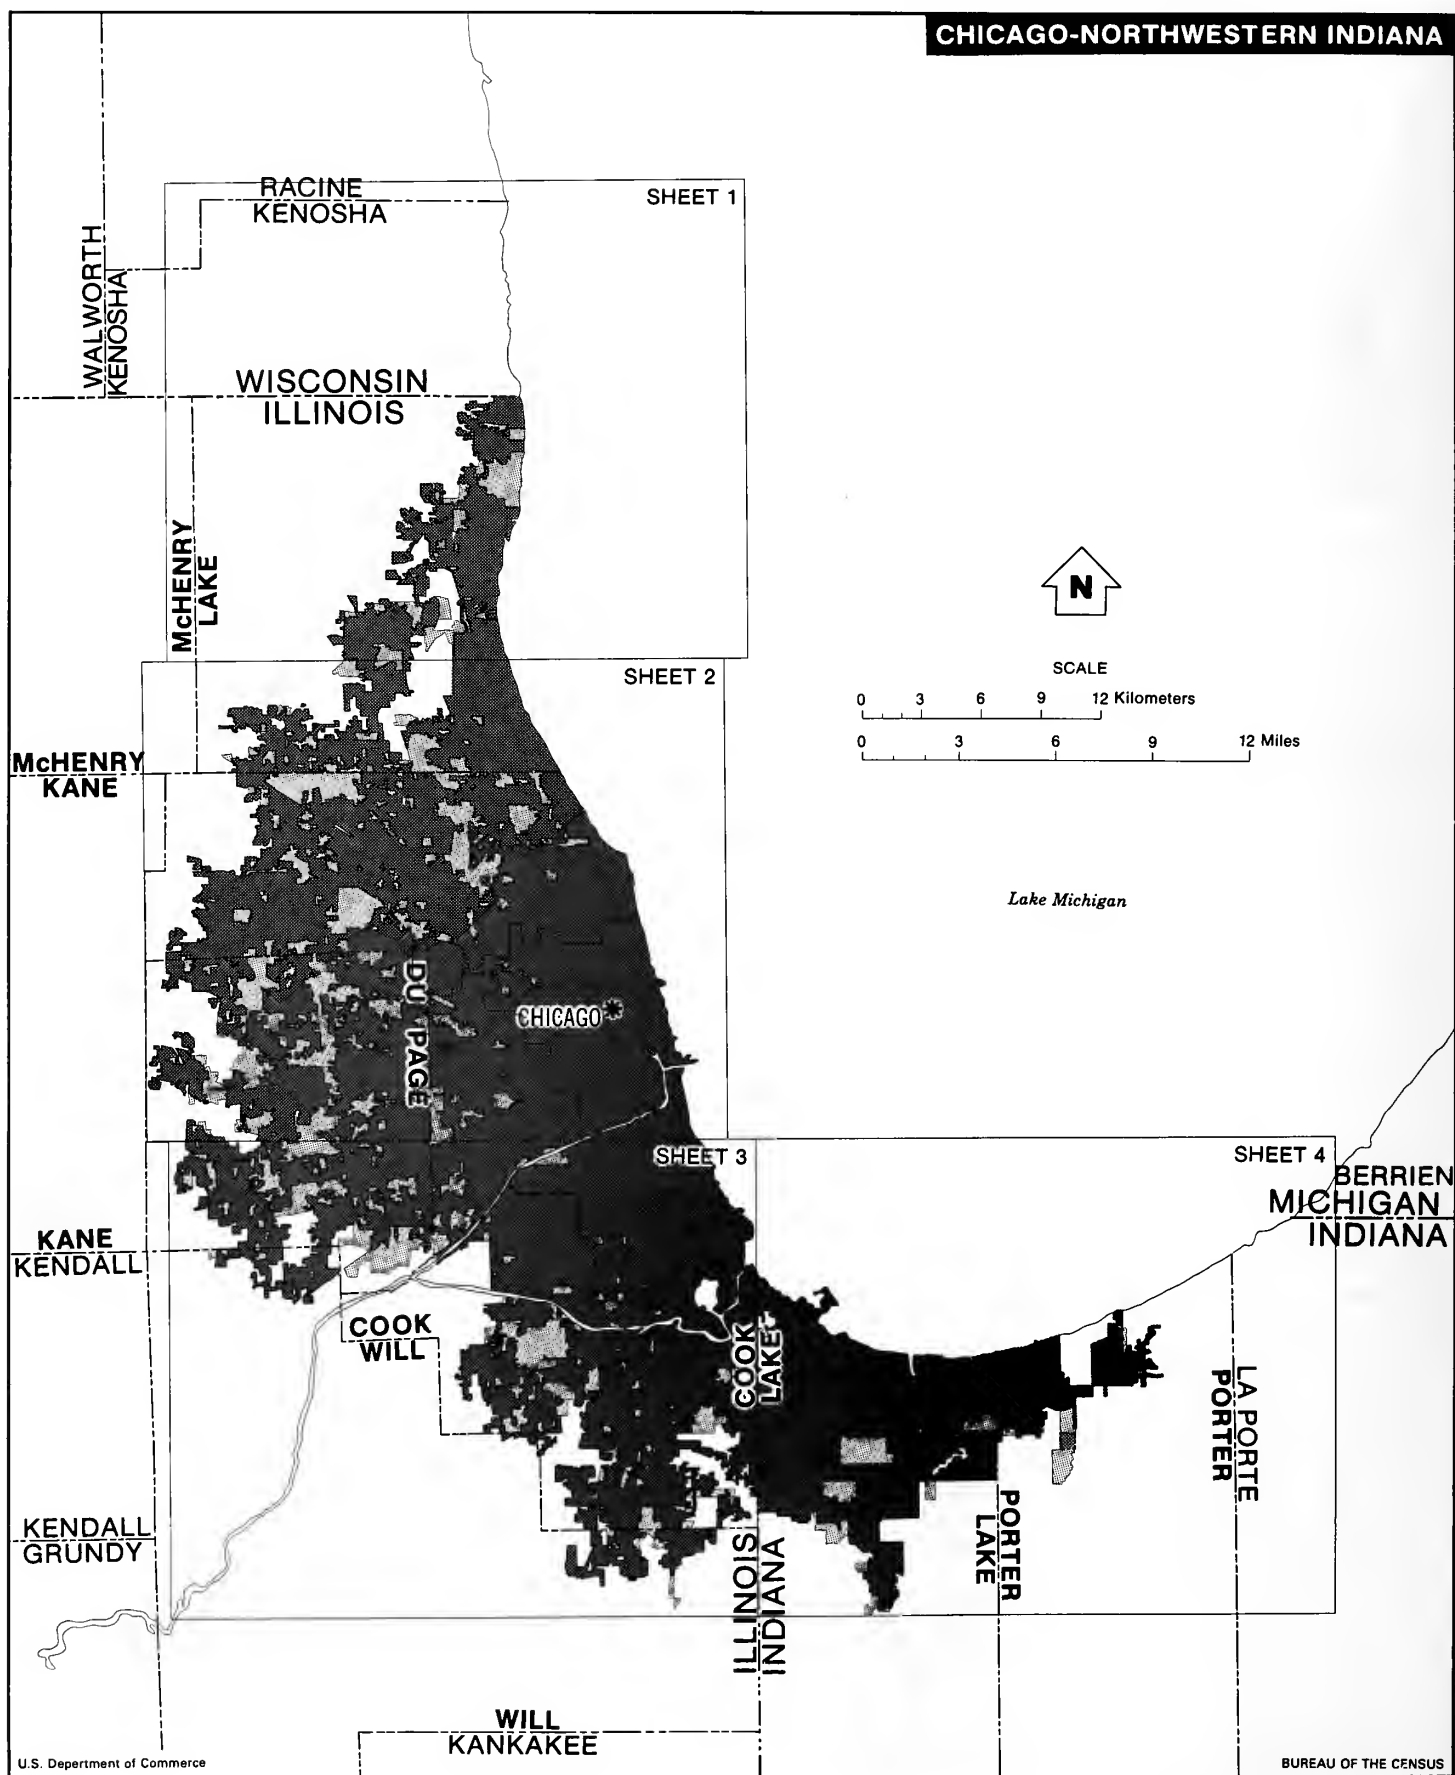 CHICAGO-NORTHWESTERN INDIANA
RACINE
KENOSHA
SHEET 1
WALWORTH
KENOSHA
WISCONSIN
ILLINOIS
McHENRY
LAKE
N
SHEET 2
SCALE
0 3 6 9 12 Kilometers
0 3 6 9 12 Miles
McHENRY
KANE
Lake Michigan
DU PAGE
CHICAGO
SHEET 3
SHEET 4
BERRIEN
MICHIGAN
INDIANA
KANE
KENDALL
COOK
WILL
COOK
LAKE
LA PORTE
PORTER
KENDALL
GRUNDY
PORTER
LAKE
ILLINOIS
INDIANA
WILL
KANKAKEE
U.S. Department of Commerce
BUREAU OF THE CENSUS